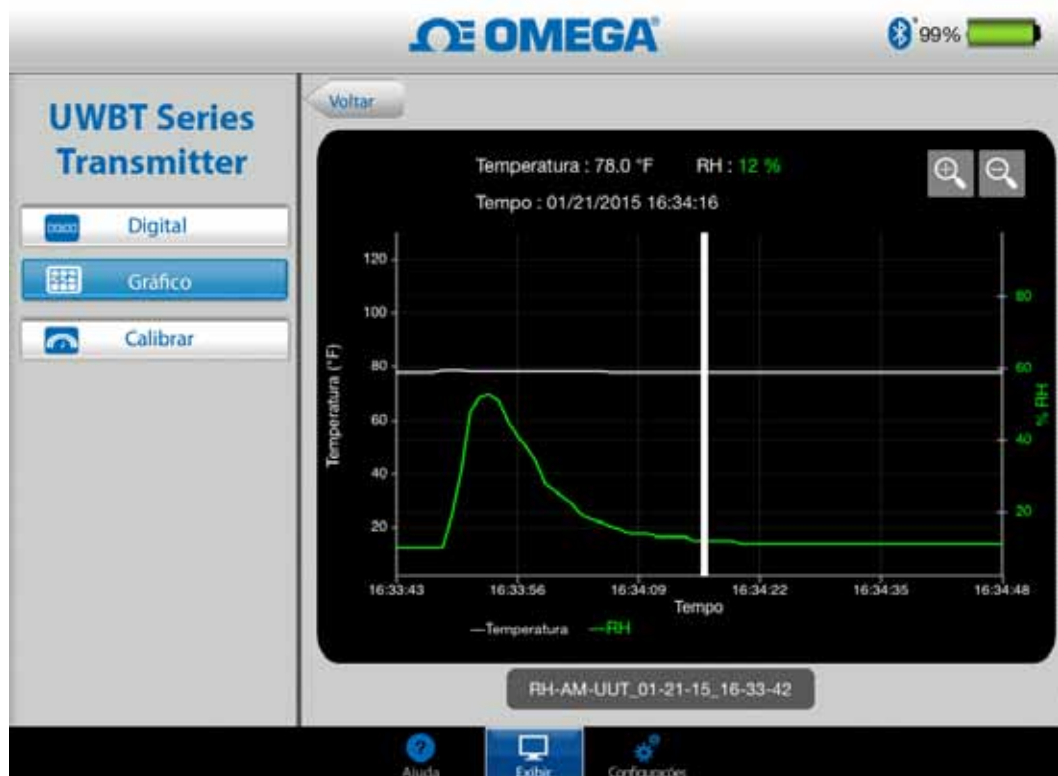 OMEGA
99%
UWBT Series
Transmitter
Digital
Gráfico
Calibrar
Voltar
Temperatura : 78.0 °F RH : 12 %
Tempo : 01/21/2015 16:34:16
Temperatura (°F)
120
100
80
60
40
20
80
60
40
20
% RH
16:33:43 16:33:56 16:34:09 16:34:22 16:34:35 16:34:48
Tempo
—Temperatura —RH
RH-AM-UUT_01-21-15_16-33-42
Ajuda Exibir Configurações